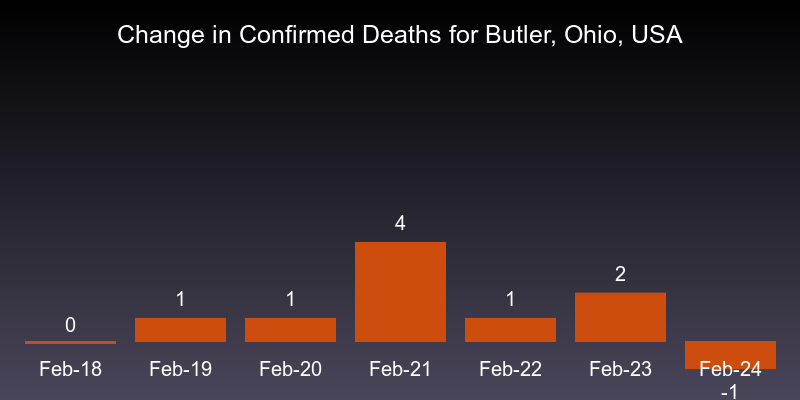 Change in Confirmed Deaths for Butler, Ohio, USA
4
2
1
1
1
0
Feb-18
Feb-19
Feb-20
Feb-21
Feb-22
Feb-23
Feb-24
-1